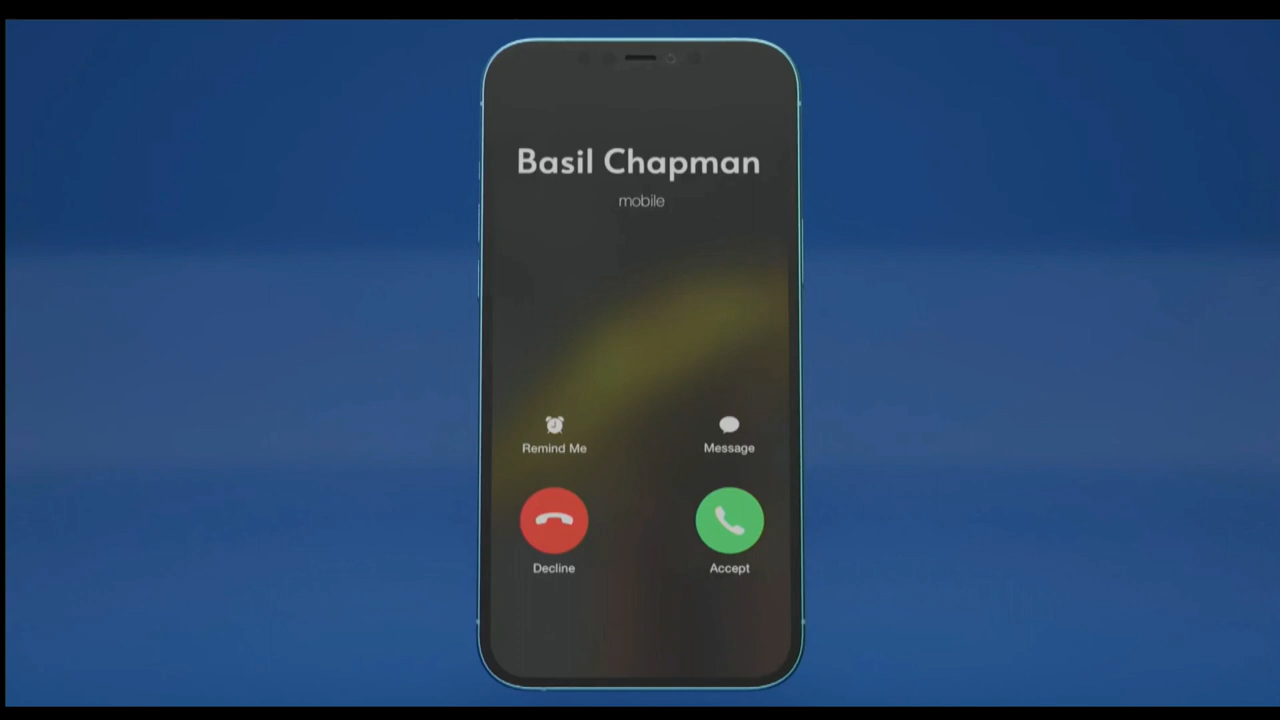 Basil Chapman
mobile
Remind Me
Message
Decline
Accept